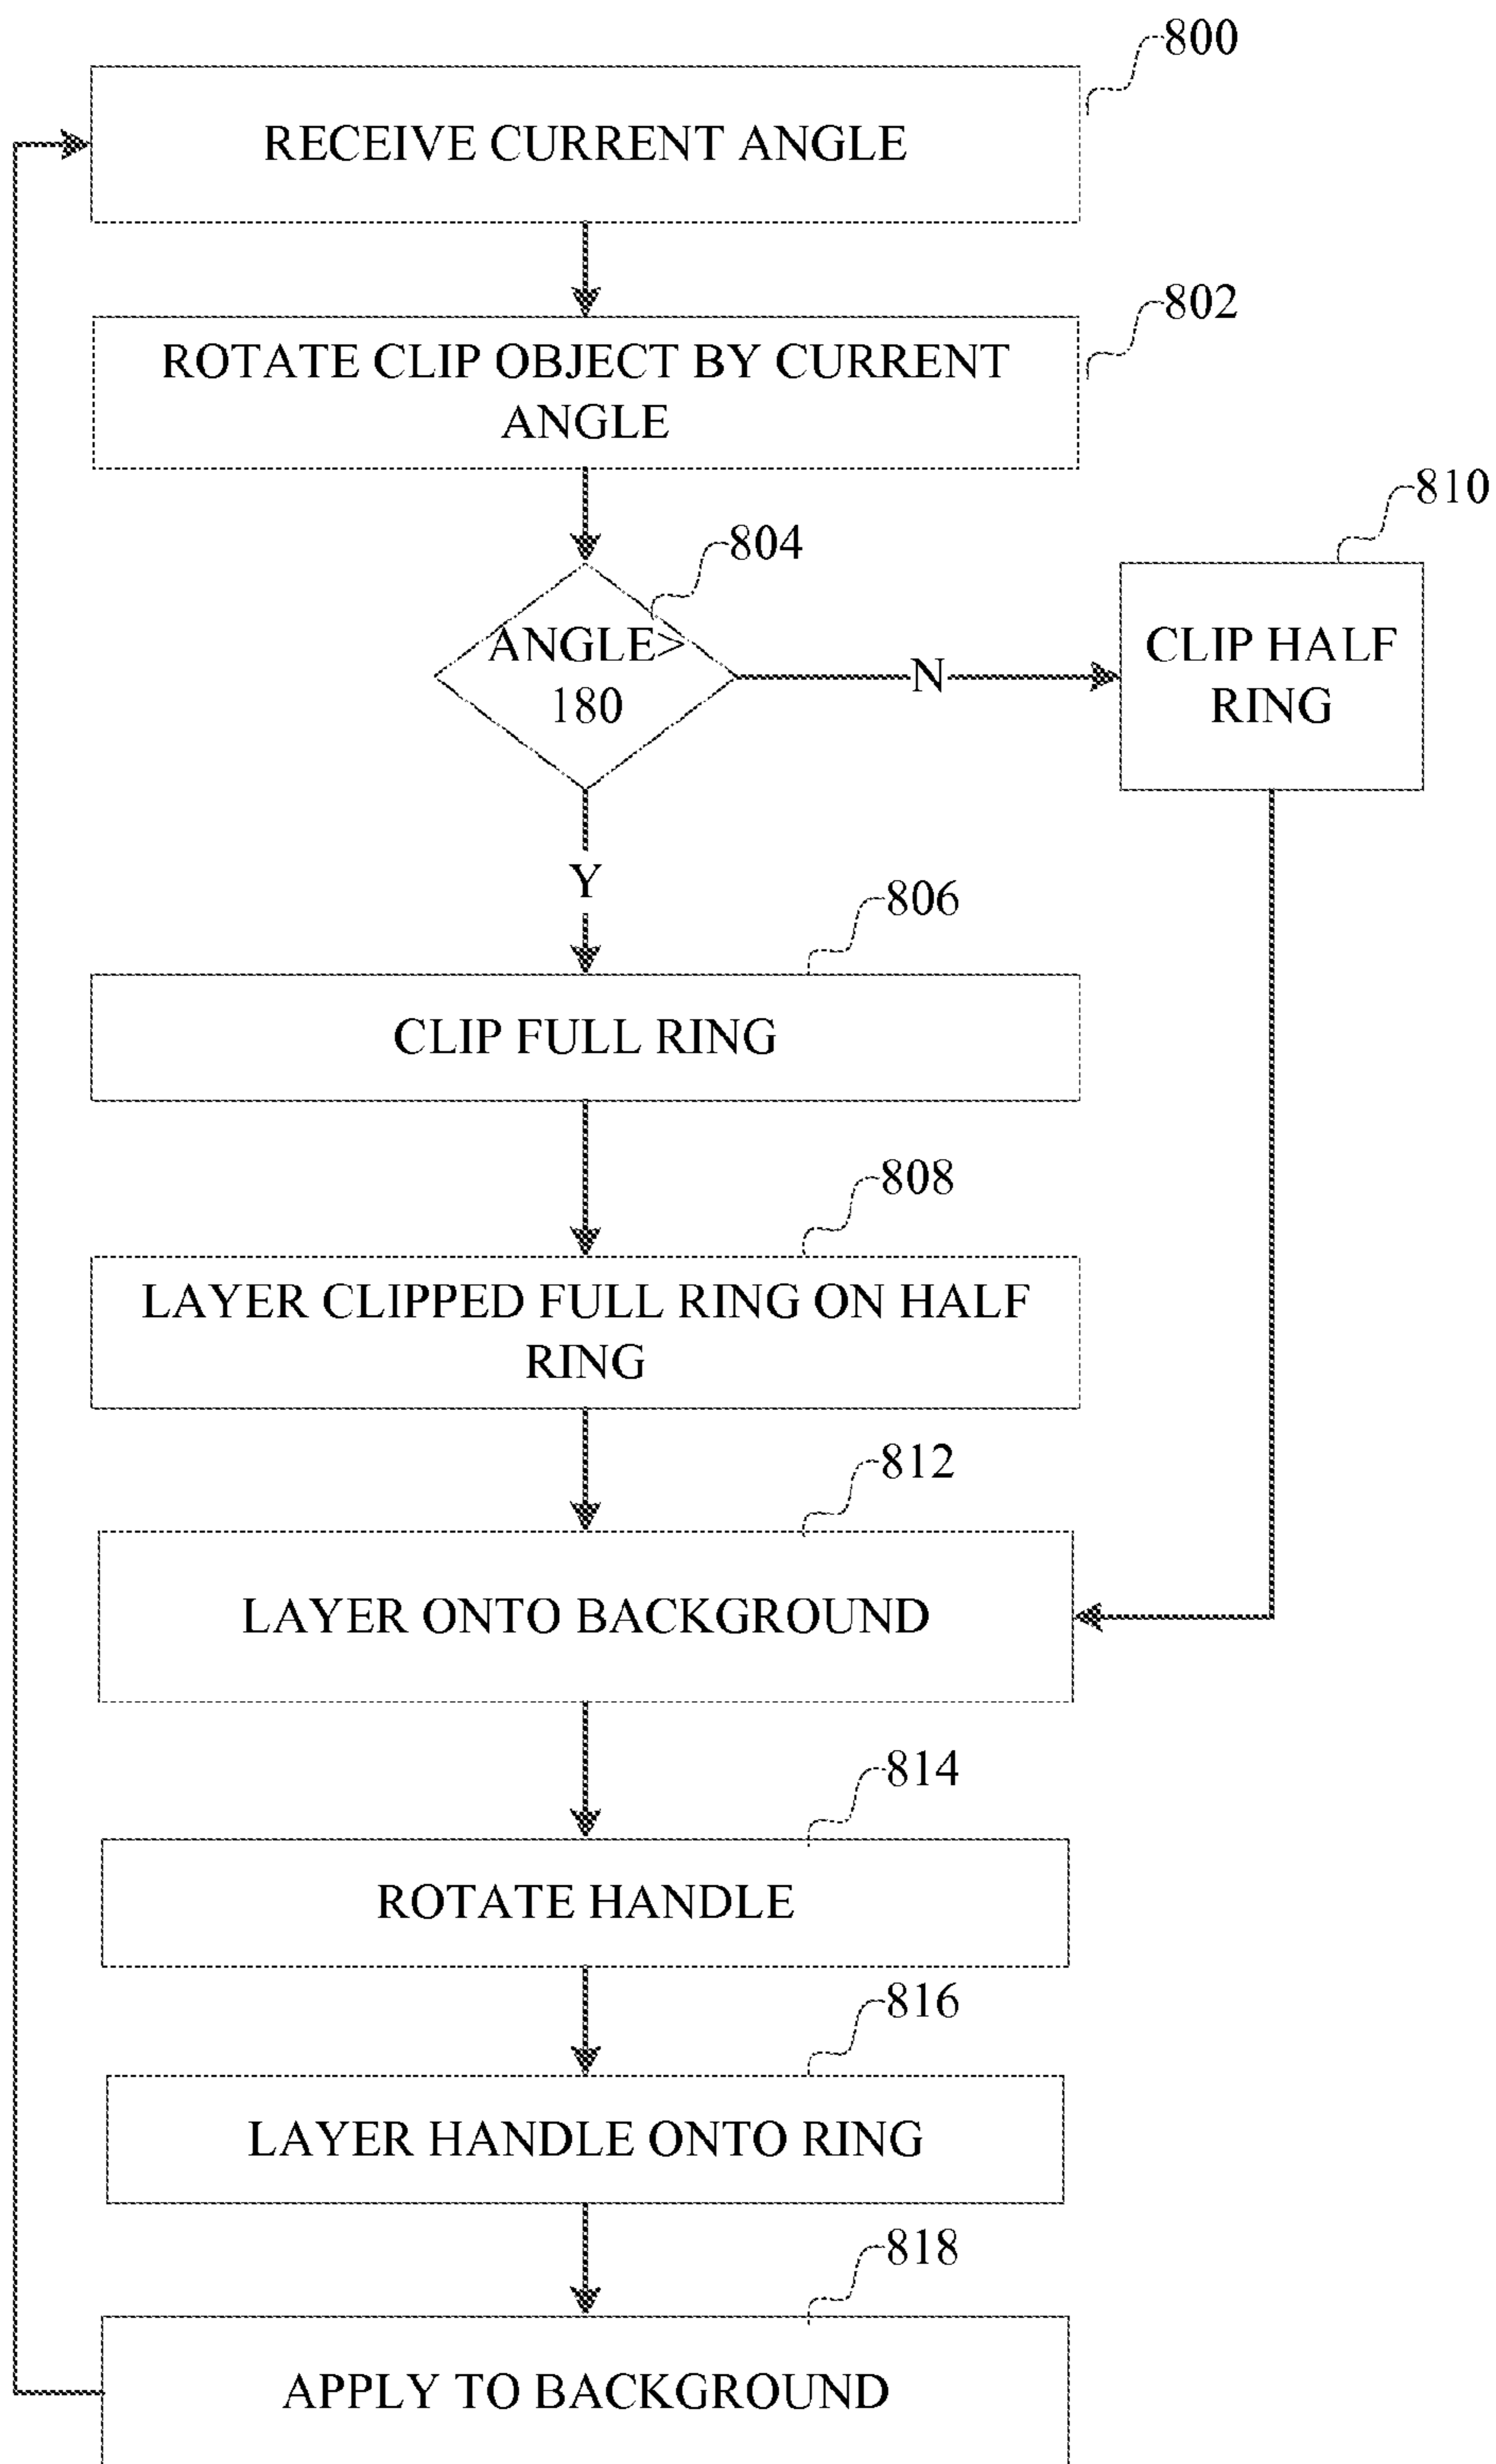 800
RECEIVE CURRENT ANGLE
802
ROTATE CLIP OBJECT BY CURRENT
ANGLE
804
ANGLE>
180
N
810
CLIP HALF
RING
Y
806
CLIP FULL RING
808
LAYER CLIPPED FULL RING ON HALF
RING
812
LAYER ONTO BACKGROUND
814
ROTATE HANDLE
816
LAYER HANDLE ONTO RING
818
APPLY TO BACKGROUND